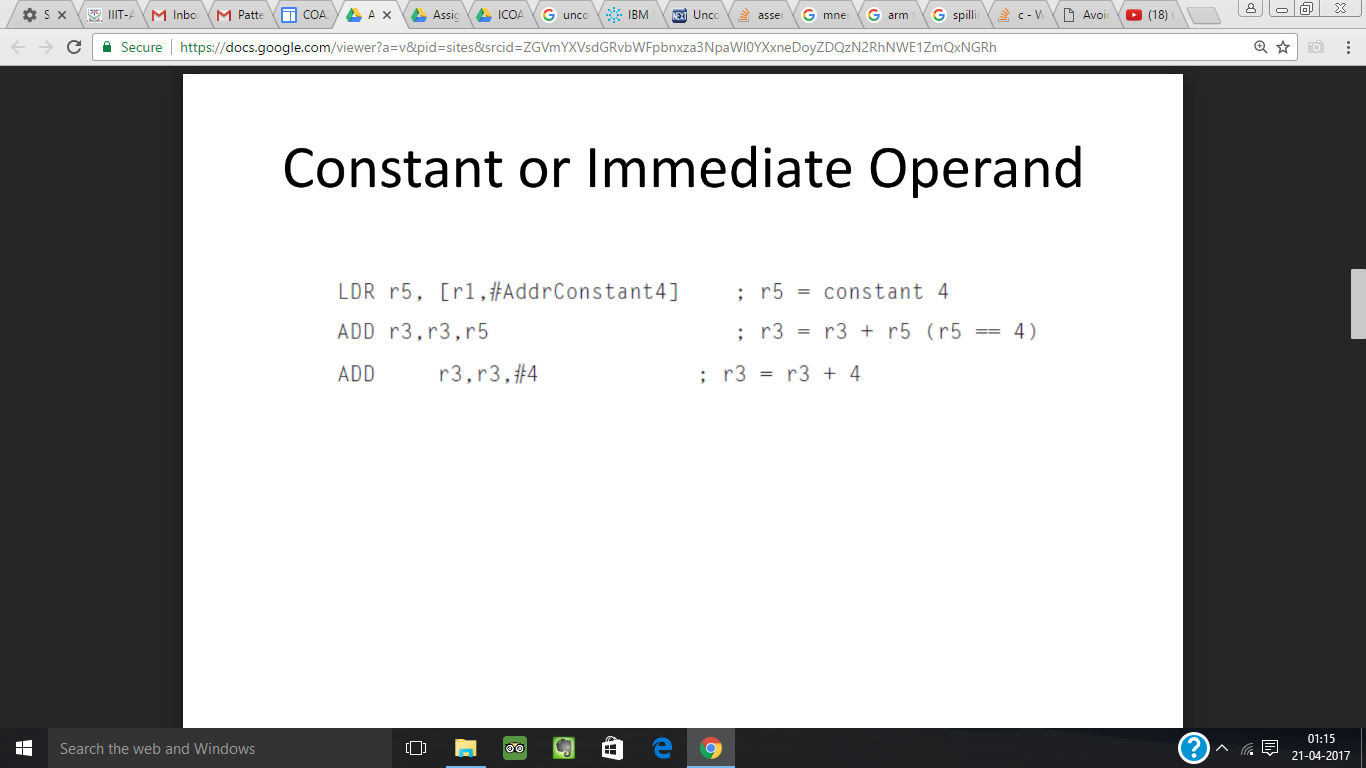 S
IIIT-A
Inbo
Patte
COA
A
Assig
ICOA
unco
IBM
Unco
asse
mne
arm
spilli
c - W
Avoi
(18)
Secure
https://docs.google.com/viewer?a=v&pid=sites&srcid=ZGVmYXVsdGRvbWFpbnxza3NpaWl0YXxneDoyZDQzN2RhNWE1ZmQxNGRh
Constant or Immediate Operand
LDR r5, [r1,#AddrConstant4] ; r5 = constant 4
ADD r3,r3,r5 ; r3 = r3 + r5 (r5 == 4)
ADD r3,r3,#4 ; r3 = r3 + 4
Search the web and Windows
01:15
21-04-2017